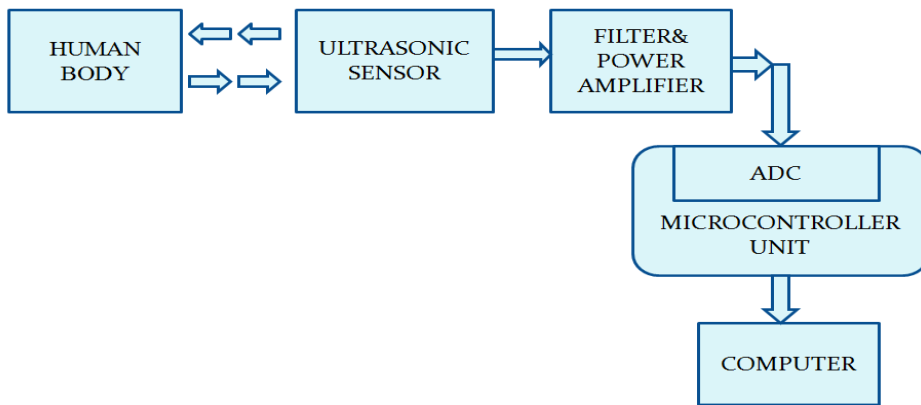 HUMAN
BODY
ULTRASONIC
SENSOR
FILTER&
POWER
AMPLIFIER
ADC
MICROCONTROLLER
UNIT
COMPUTER